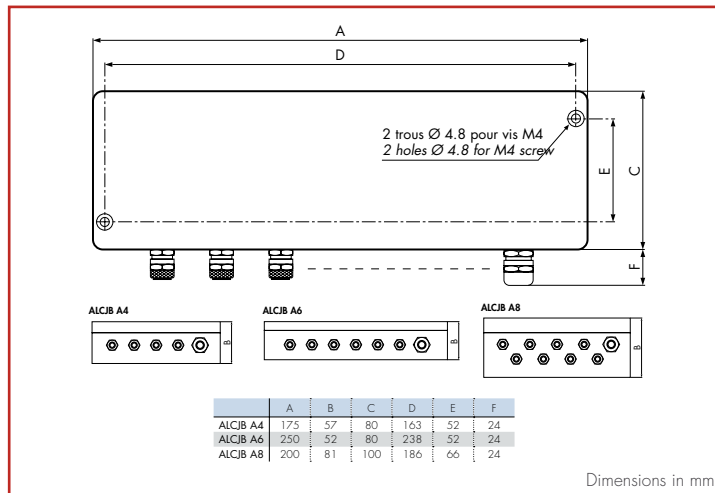 A
D
2 trous Ø 4.8 pour vis M4
2 holes Ø 4.8 for M4 screw
E
C
F
ALCJB A4
B
ALCJB A6
B
ALCJB A8
B
A B C D E F
ALCJB A4 175 57 80 163 52 24
ALCJB A6 250 52 80 238 52 24
ALCJB A8 200 81 100 186 66 24
Dimensions in mm